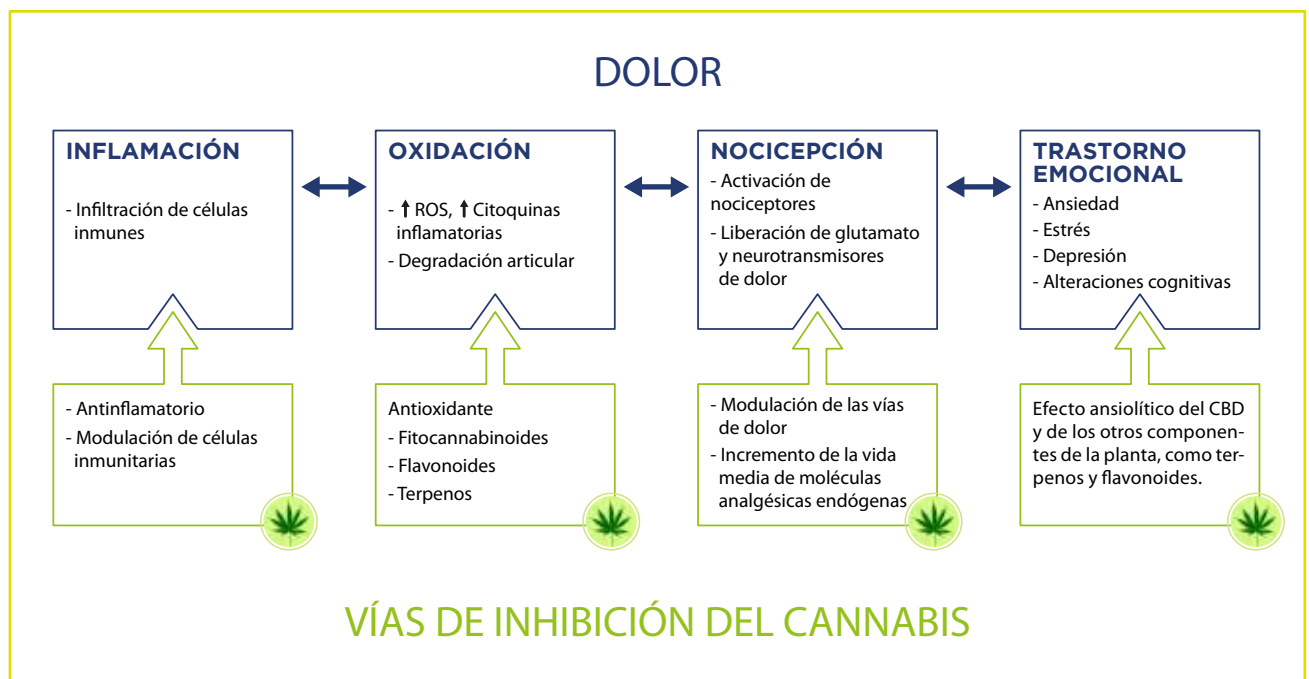 DOLOR
INFLAMACIÓN
- Infiltración de células
inmunes
OXIDACIÓN
- ↑ ROS, ↑ Citoquinas
inflamatorias
- Degradación articular
NOCICEPCIÓN
- Activación de
nociceptores
- Liberación de glutamato
y neurotransmisores
de dolor
TRASTORNO
EMOCIONAL
- Ansiedad
- Estrés
- Depresión
- Alteraciones cognitivas
- Antinflamatorio
- Modulación de células
inmunitarias
Antioxidante
- Fitocannabinoides
- Flavonoides
- Terpenos
- Modulación de las vías
de dolor
- Incremento de la vida
media de moléculas
analgésicas endógenas
Efecto ansiolítico del CBD
y de los otros componen-
tes de la planta, como ter-
penos y flavonoides.
VÍAS DE INHIBICIÓN DEL CANNABIS